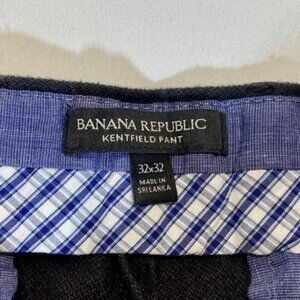 BANANA REPUBLIC
KENTFIELD PANT
32x32
MADE IN
SRI LANKA